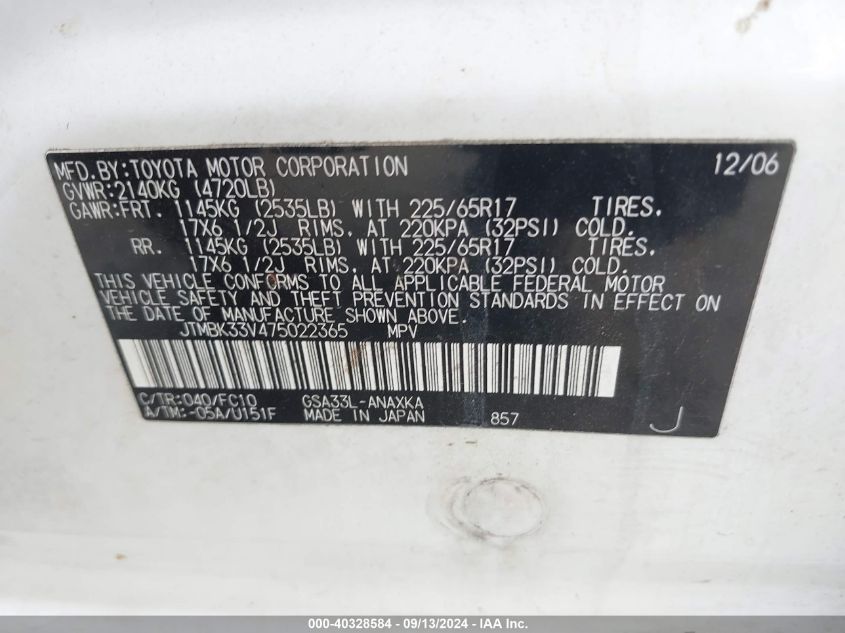 MFD.BY:TOYOTA MOTOR CORPORATION 12/06
GVWR:2140KG (4720LB)
GAWR:FRT. 1145KG (2535LB) WITH 225/65R17 TIRES.
17X6 1/2J RIMS. AT 220KPA (32PSI) COLD.
RR. 1145KG (2535LB) WITH 225/65R17 TIRES.
17X6 1/2J RIMS. AT 220KPA (32PSI) COLD.
THIS VEHICLE CONFORMS TO ALL APPLICABLE FEDERAL MOTOR
VEHICLE SAFETY AND THEFT PREVENTION STANDARDS IN EFFECT ON
THE DATE OF MANUFACTURE SHOWN ABOVE.
JTMBK33V475022365 MPV
C/TR:040/FC10 GSA33L-ANAXKA
A/TM:-05A/U151F MADE IN JAPAN 857 J
000-40328584 - 09/13/2024 - IAA Inc.